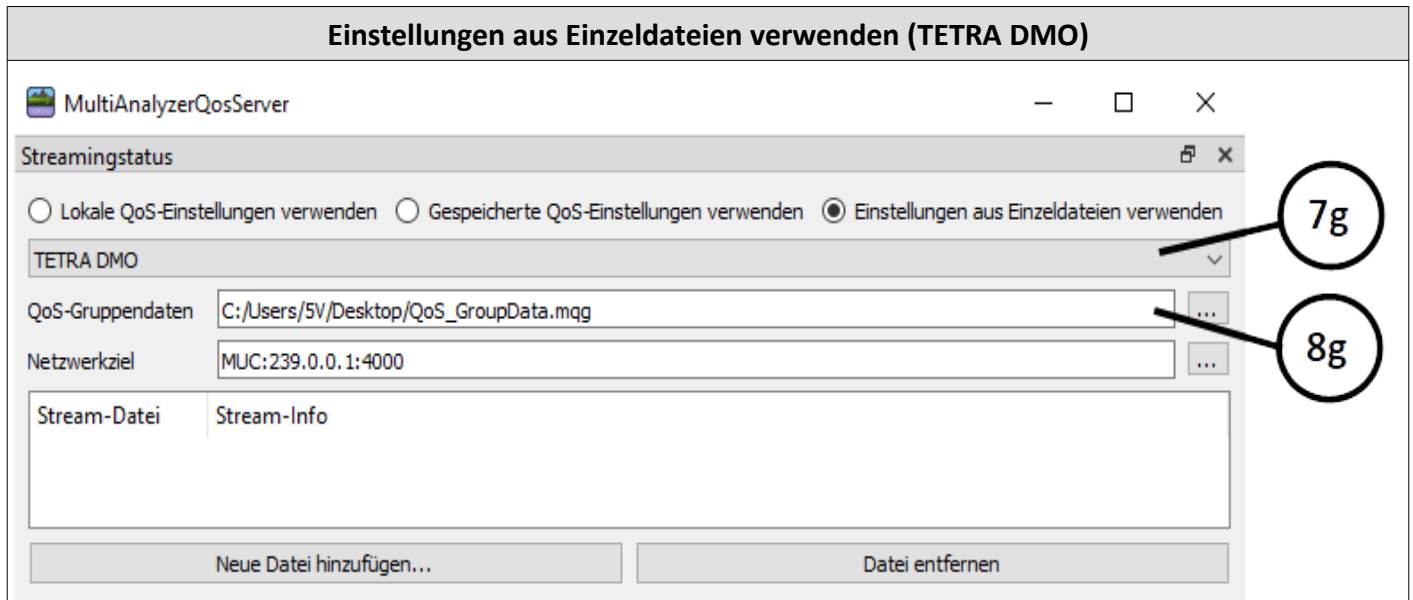 Einstellungen aus Einzeldateien verwenden (TETRA DMO)
MultiAnalyzerQosServer
Streamingstatus
Lokale QoS-Einstellungen verwenden Gespeicherte QoS-Einstellungen verwenden Einstellungen aus Einzeldateien verwenden
7g
TETRA DMO
QoS-Gruppendaten C:/Users/5V/Desktop/QoS_GroupData.mqg ...
8g
Netzwerkziel MUC:239.0.0.1:4000 ...
Stream-Datei Stream-Info
Neue Datei hinzufügen... Datei entfernen